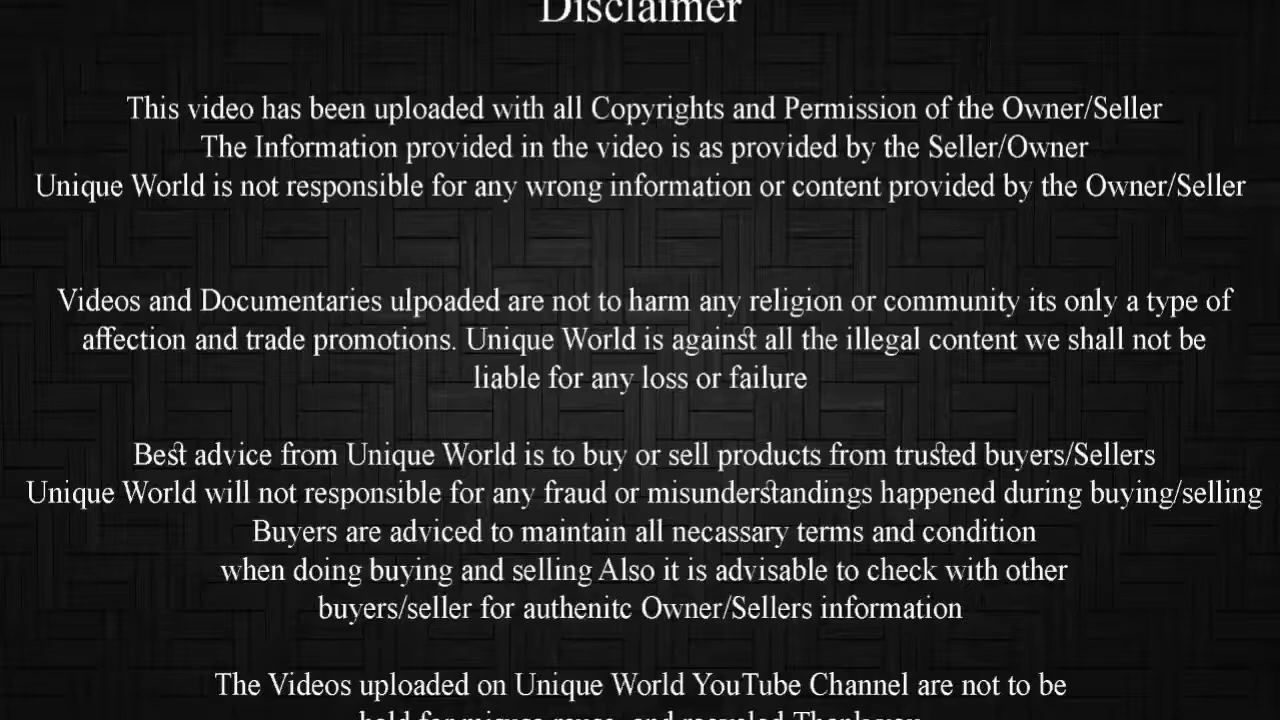 Disclaimer
This video has been uploaded with all Copyrights and Permission of the Owner/Seller
The Information provided in the video is as provided by the Seller/Owner
Unique World is not responsible for any wrong information or content provided by the Owner/Seller
Videos and Documentaries ulpoaded are not to harm any religion or community its only a type of
affection and trade promotions. Unique World is against all the illegal content we shall not be
liable for any loss or failure
Best advice from Unique World is to buy or sell products from trusted buyers/Sellers
Unique World will not responsible for any fraud or misunderstandings happened during buying/selling
Buyers are adviced to maintain all necassary terms and condition
when doing buying and selling Also it is advisable to check with other
buyers/seller for authenitc Owner/Sellers information
The Videos uploaded on Unique World YouTube Channel are not to be